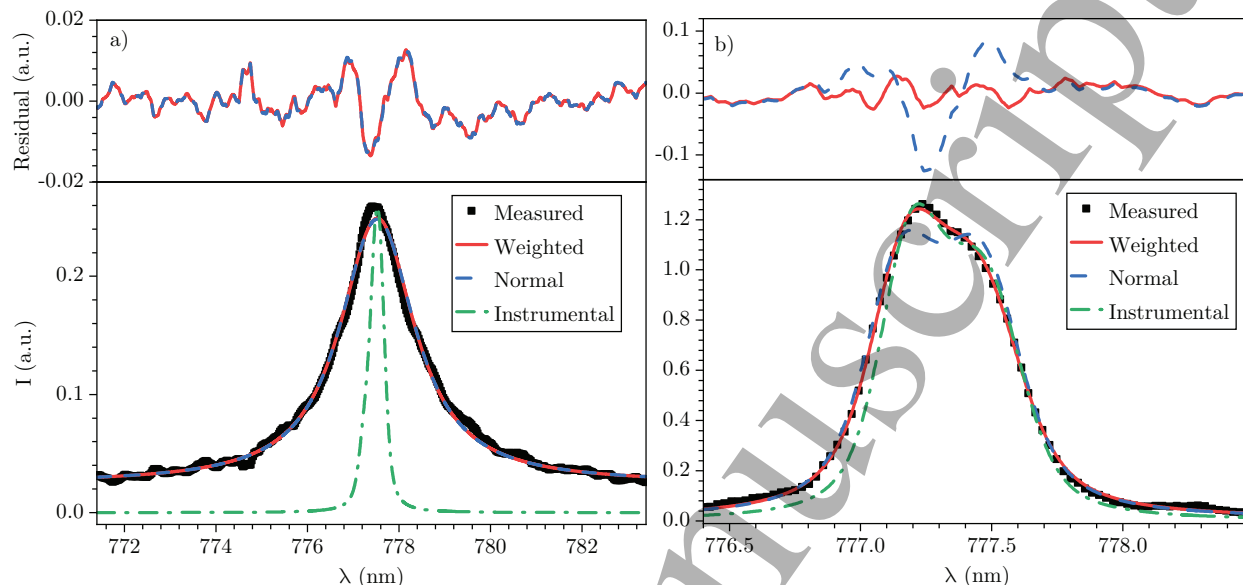 a)
Residual (a.u.)
0.02
0.00
-0.02
Measured
Weighted
Normal
Instrumental
I (a.u.)
0.2
0.1
0.0
772
774
776
778
780
782
λ (nm)
b)
0.1
0.0
-0.1
Measured
Weighted
Normal
Instrumental
1.2
1.0
0.8
0.6
0.4
0.2
0.0
776.5
777.0
777.5
778.0
λ (nm)
nuscript